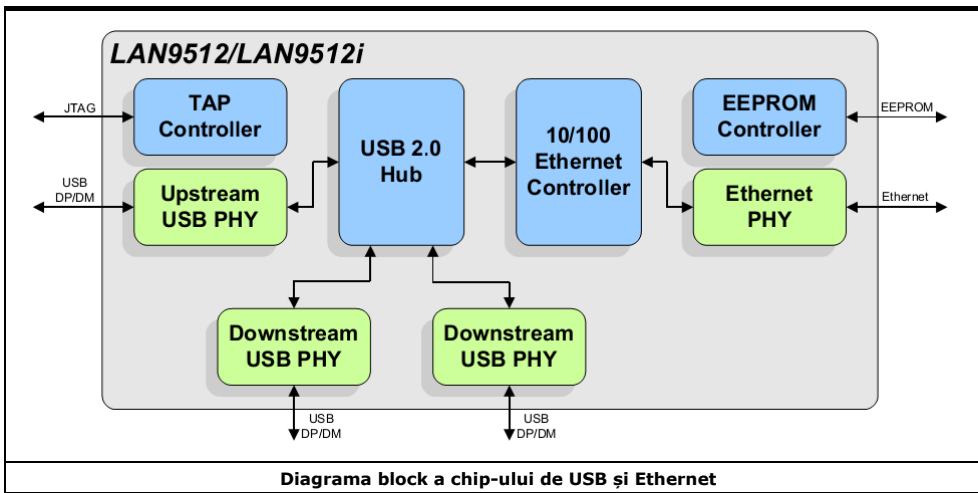 LAN9512/LAN9512i
JTAG
TAP
Controller
EEPROM
Controller
EEPROM
USB 2.0
Hub
10/100
Ethernet
Controller
USB
DP/DM
Upstream
USB PHY
Ethernet
PHY
Ethernet
Downstream
USB PHY
Downstream
USB PHY
USB
DP/DM
USB
DP/DM
Diagrama block a chip-ului de USB și Ethernet